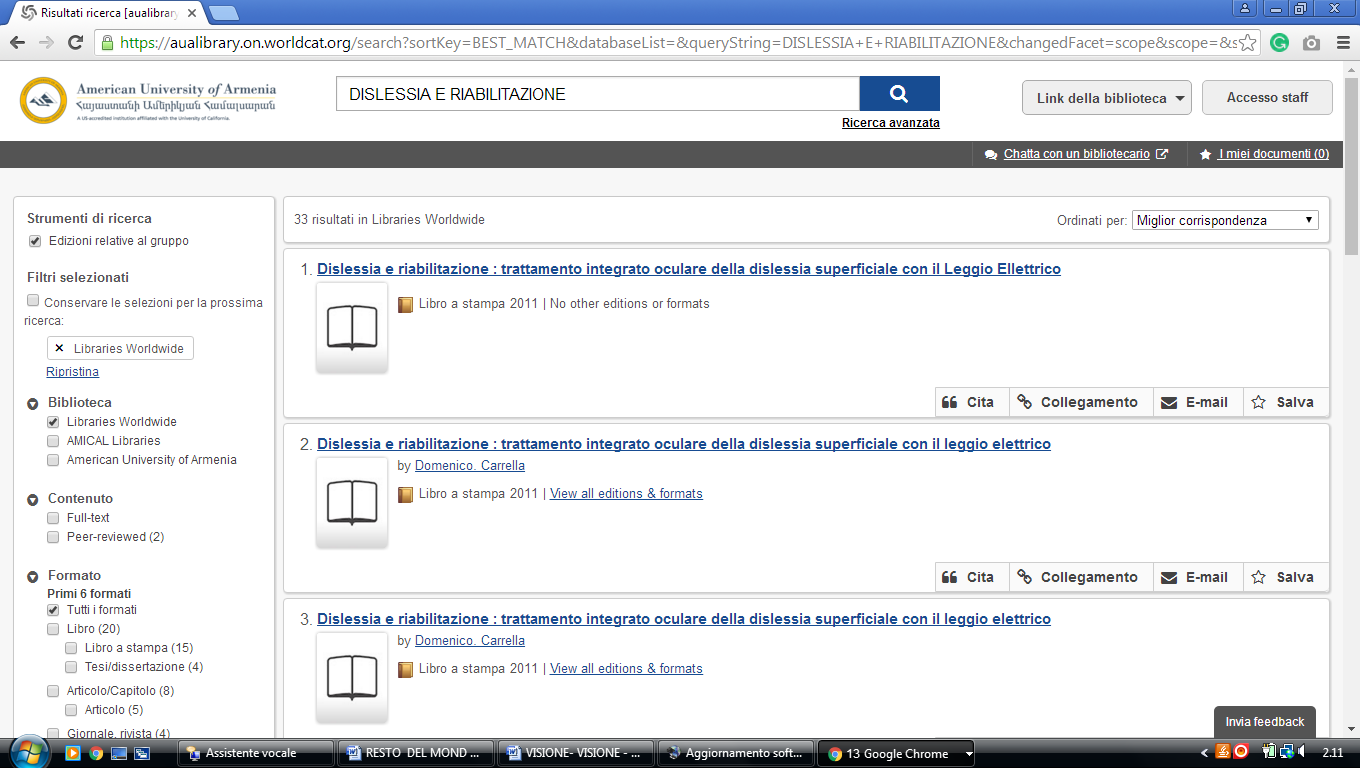 Risultati ricerca [aualibrary
https://aualibrary.on.worldcat.org/search?sortKey=BEST_MATCH&databaseList=&queryString=DISLESSIA+E+RIABILITAZIONE&changedFacet=scope&scope=&s
American University of Armenia
Հայաստանի Ամերիկյան Համալսարան
A US-accredited institution affiliated with the University of California.
DISLESSIA E RIABILITAZIONE
Ricerca avanzata
Link della biblioteca
Accesso staff
Chatta con un bibliotecario
I miei documenti (0)
Strumenti di ricerca
Edizioni relative al gruppo
Filtri selezionati
Conservare le selezioni per la prossima
ricerca:
Libraries Worldwide
Ripristina
Biblioteca
Libraries Worldwide
AMICAL Libraries
American University of Armenia
Contenuto
Full-text
Peer-reviewed (2)
Formato
Primi 6 formati
Tutti i formati
Libro (20)
Libro a stampa (15)
Tesi/dissertazione (4)
Articolo/Capitolo (8)
Articolo (5)
Giornale, rivista (4)
33 risultati in Libraries Worldwide
Ordinati per: Miglior corrispondenza
1. Dislessia e riabilitazione : trattamento integrato oculare della dislessia superficiale con il Leggio Ellettrico
Libro a stampa 2011 | No other editions or formats
Cita Collegamento E-mail Salva
2. Dislessia e riabilitazione : trattamento integrato oculare della dislessia superficiale con il leggio elettrico
by Domenico. Carrella
Libro a stampa 2011 | View all editions & formats
Cita Collegamento E-mail Salva
3. Dislessia e riabilitazione : trattamento integrato oculare della dislessia superficiale con il leggio elettrico
by Domenico. Carrella
Libro a stampa 2011 | View all editions & formats
Invia feedback
Assistente vocale
RESTO DEL MOND ...
VISIONE- VISIONE - ...
Aggiornamento soft...
13 Google Chrome
2.11